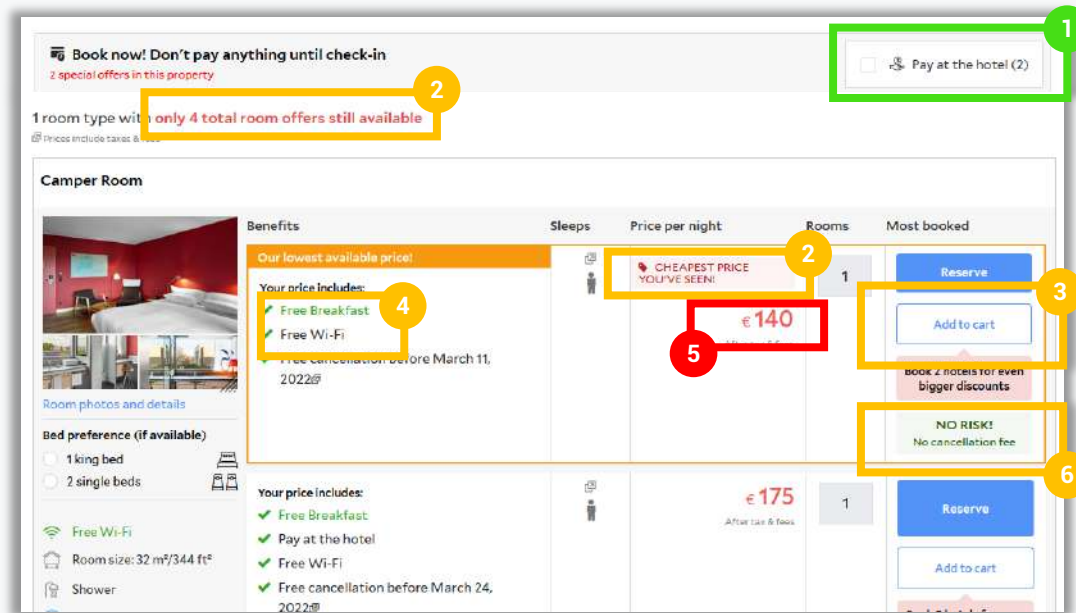 1
Book now! Don't pay anything until check-in
2 special offers in this property
Pay at the hotel (2)
2
1 room type with only 4 total room offers still available
Prices include taxes & fees
Camper Room
Benefits
Sleeps
Price per night
Rooms
Most booked
Our lowest available price!
Your price includes:
Free Breakfast
Free Wi-Fi
Free cancellation before March 11,
2022
4
2
CHEAPEST PRICE
YOU'VE SEEN!
€ 140
5
1
Reserve
3
Add to cart
Book 2 hotels for even
bigger discounts
NO RISK!
No cancellation fee
6
Room photos and details
Bed preference (if available)
1 king bed
2 single beds
Free Wi-Fi
Room size: 32 m²/344 ft²
Shower
Your price includes:
Free Breakfast
Pay at the hotel
Free Wi-Fi
Free cancellation before March 24,
2022
€ 175
After tax & fees
1
Reserve
Add to cart